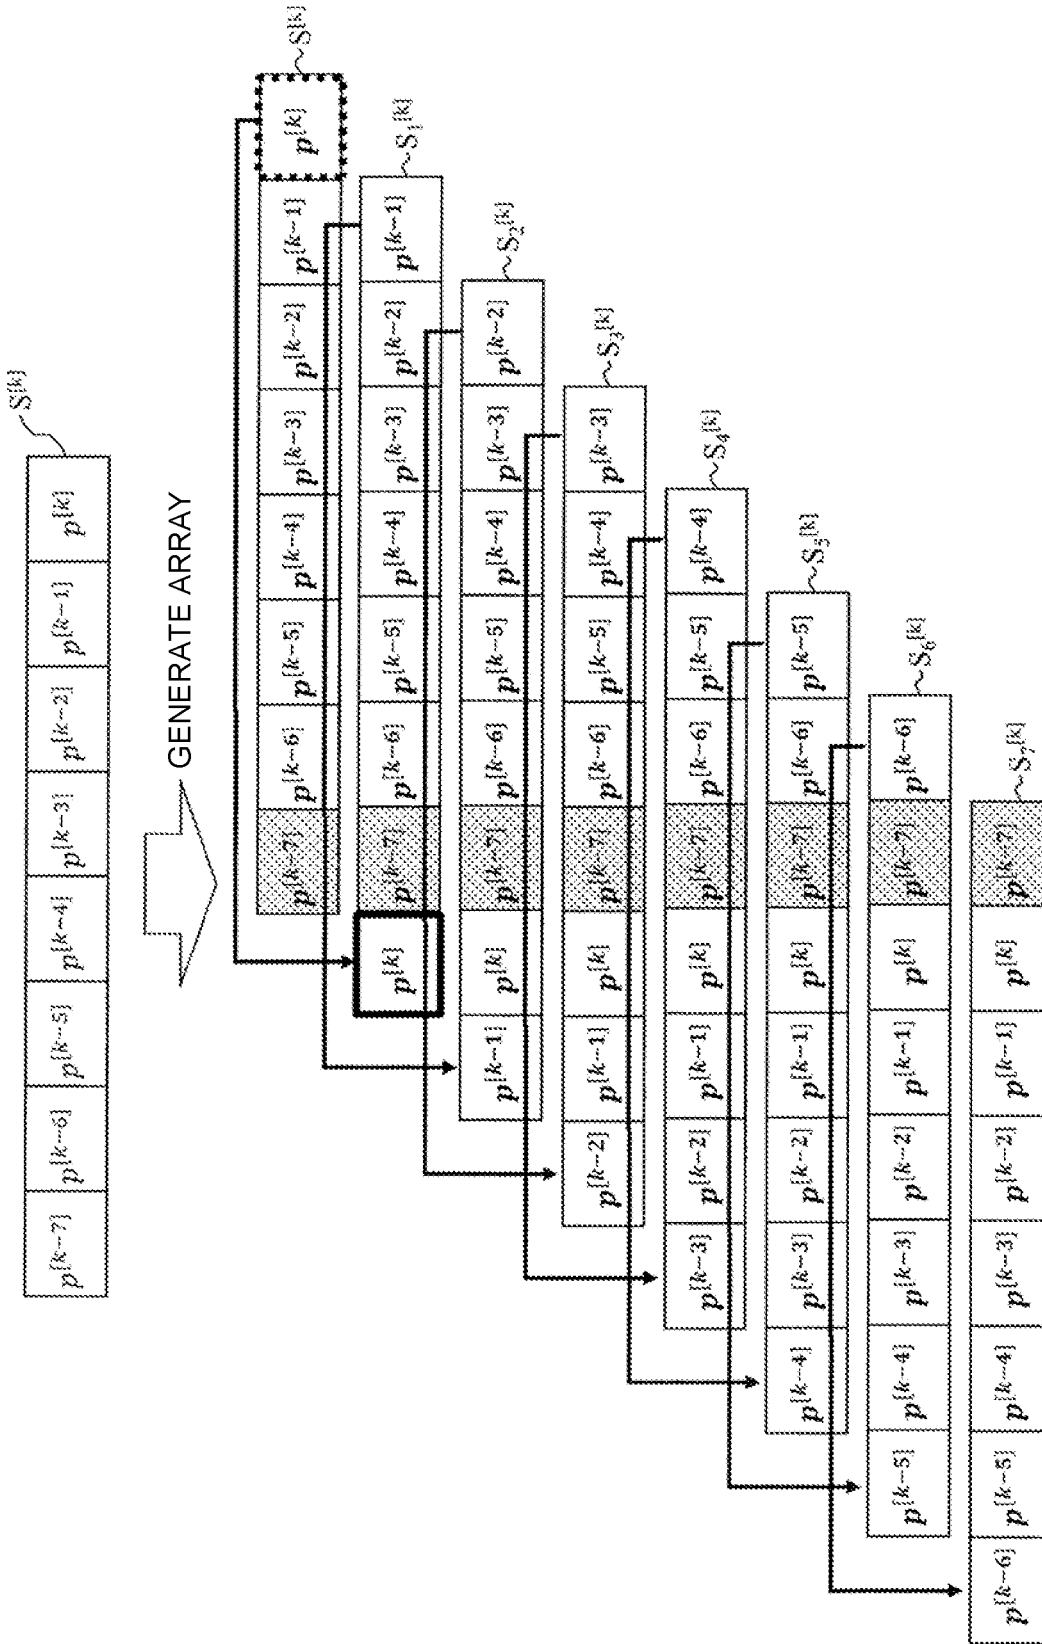 p[k−7] p[k−6] p[k−5] p[k−4] p[k−3] p[k−2] p[k−1] p[k] S[k]
GENERATE ARRAY
p[k−7] p[k−6] p[k−5] p[k−4] p[k−3] p[k−2] p[k−1] p[k] S[k]
p[k] p[k−7] p[k−6] p[k−5] p[k−4] p[k−3] p[k−2] p[k−1] S1[k]
p[k−1] p[k] p[k−7] p[k−6] p[k−5] p[k−4] p[k−3] p[k−2] S2[k]
p[k−2] p[k−1] p[k] p[k−7] p[k−6] p[k−5] p[k−4] p[k−3] S3[k]
p[k−3] p[k−2] p[k−1] p[k] p[k−7] p[k−6] p[k−5] p[k−4] S4[k]
p[k−4] p[k−3] p[k−2] p[k−1] p[k] p[k−7] p[k−6] p[k−5] S5[k]
p[k−5] p[k−4] p[k−3] p[k−2] p[k−1] p[k] p[k−7] p[k−6] S6[k]
p[k−6] p[k−5] p[k−4] p[k−3] p[k−2] p[k−1] p[k] p[k−7] S7[k]